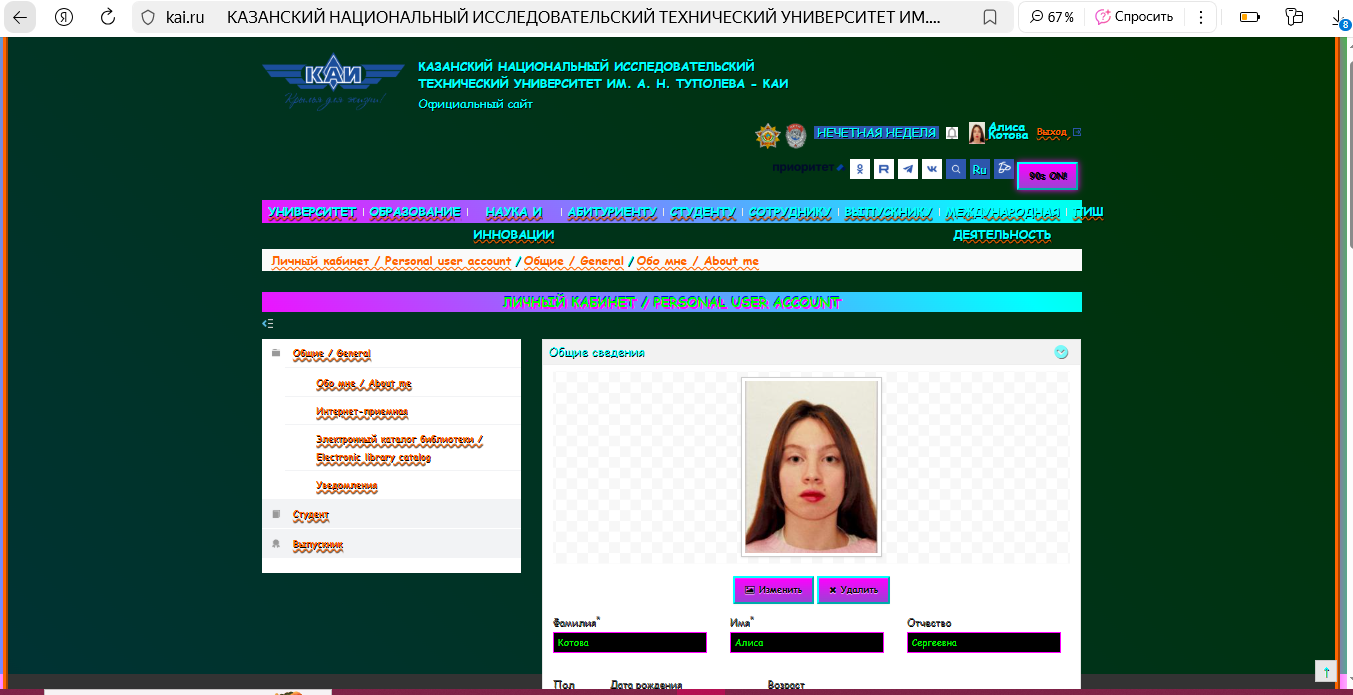 kai.ru КАЗАНСКИЙ НАЦИОНАЛЬНЫЙ ИССЛЕДОВАТЕЛЬСКИЙ ТЕХНИЧЕСКИЙ УНИВЕРСИТЕТ ИМ.... 67 % Спросить 8
КАИ
Крылья для жизни!
КАЗАНСКИЙ НАЦИОНАЛЬНЫЙ ИССЛЕДОВАТЕЛЬСКИЙ
ТЕХНИЧЕСКИЙ УНИВЕРСИТЕТ ИМ. А. Н. ТУПОЛЕВА - КАИ
Официальный сайт
НЕЧЕТНАЯ НЕДЕЛЯ
Алиса
Котова
Выход
приоритет
Ru
90s ON!
УНИВЕРСИТЕТ | ОБРАЗОВАНИЕ | НАУКА И | АБИТУРИЕНТУ | СТУДЕНТУ | СОТРУДНИКУ | ВЫПУСКНИКУ | МЕЖДУНАРОДНАЯ | ПИШ
ИННОВАЦИИ ДЕЯТЕЛЬНОСТЬ
Личный кабинет / Personal user account / Общие / General / Обо мне / About me
ЛИЧНЫЙ КАБИНЕТ / PERSONAL USER ACCOUNT
Общие / General
Обо мне / About me
Интернет-приемная
Электронный каталог библиотеки /
Electronic library catalog
Уведомления
Студент
Выпускник
Общие сведения
Изменить
Удалить
Фамилия* Имя* Отчество
Котова Алиса Сергеевна
Пол Дата рождения Возраст